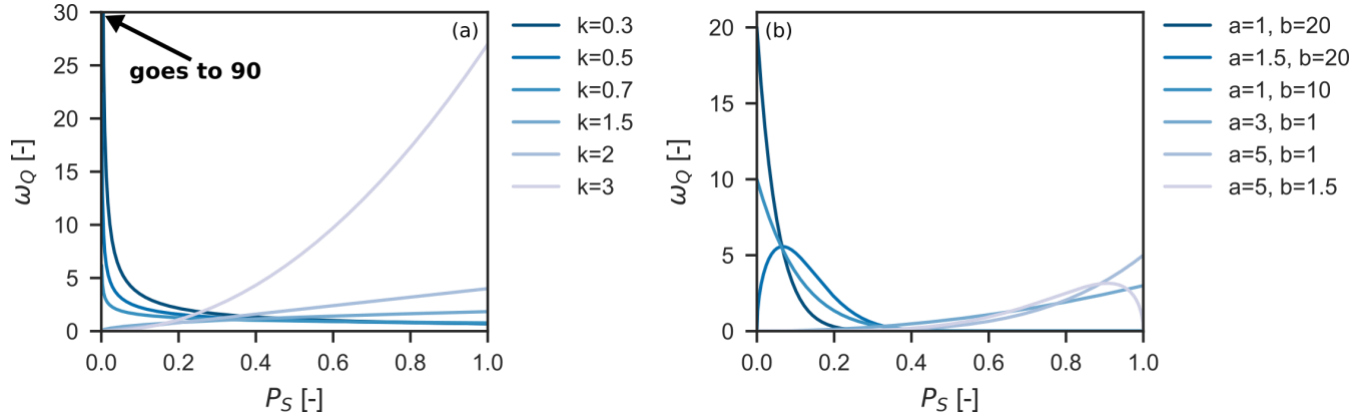 (a)
goes to 90
30
25
20
15
10
5
0
ω_Q [-]
0.0 0.2 0.4 0.6 0.8 1.0
P_S [-]
k=0.3
k=0.5
k=0.7
k=1.5
k=2
k=3
(b)
20
15
10
5
0
ω_Q [-]
0.0 0.2 0.4 0.6 0.8 1.0
P_S [-]
a=1, b=20
a=1.5, b=20
a=1, b=10
a=3, b=1
a=5, b=1
a=5, b=1.5